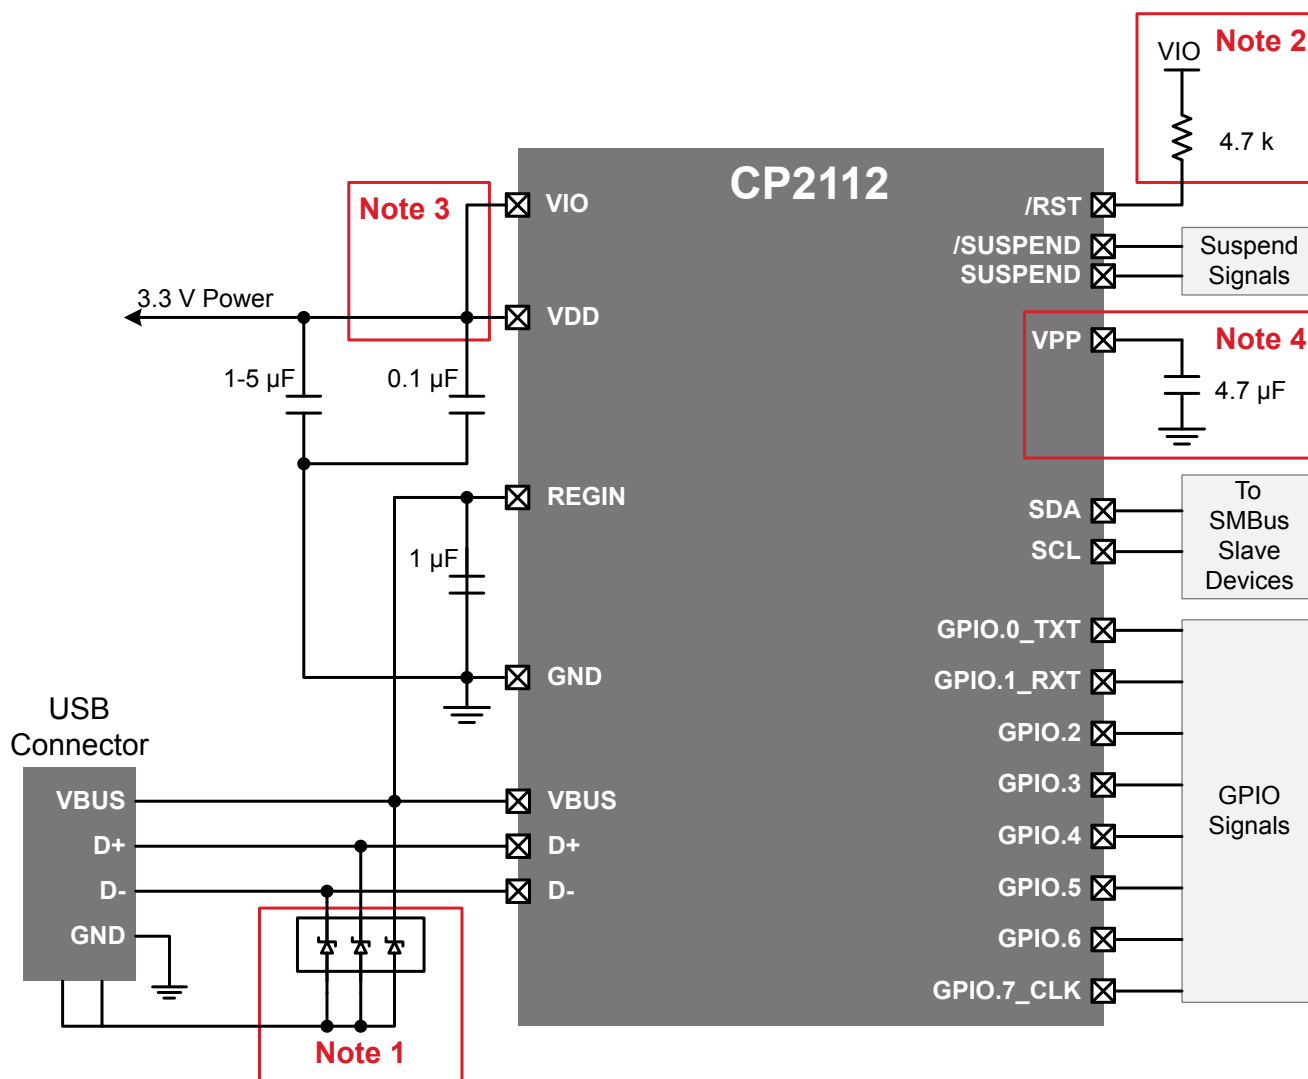 Note 2
VIO
4.7 k
CP2112
Note 3
VIO
/RST
/SUSPEND
SUSPEND
Suspend
Signals
3.3 V Power
VDD
VPP
Note 4
1-5 µF
0.1 µF
4.7 µF
REGIN
SDA
SCL
To
SMBus
Slave
Devices
1 µF
GPIO.0_TXT
GND
GPIO.1_RXT
USB
Connector
GPIO.2
VBUS
VBUS
GPIO.3
GPIO
Signals
D+
D+
GPIO.4
D-
D-
GPIO.5
GND
GPIO.6
GPIO.7_CLK
Note 1